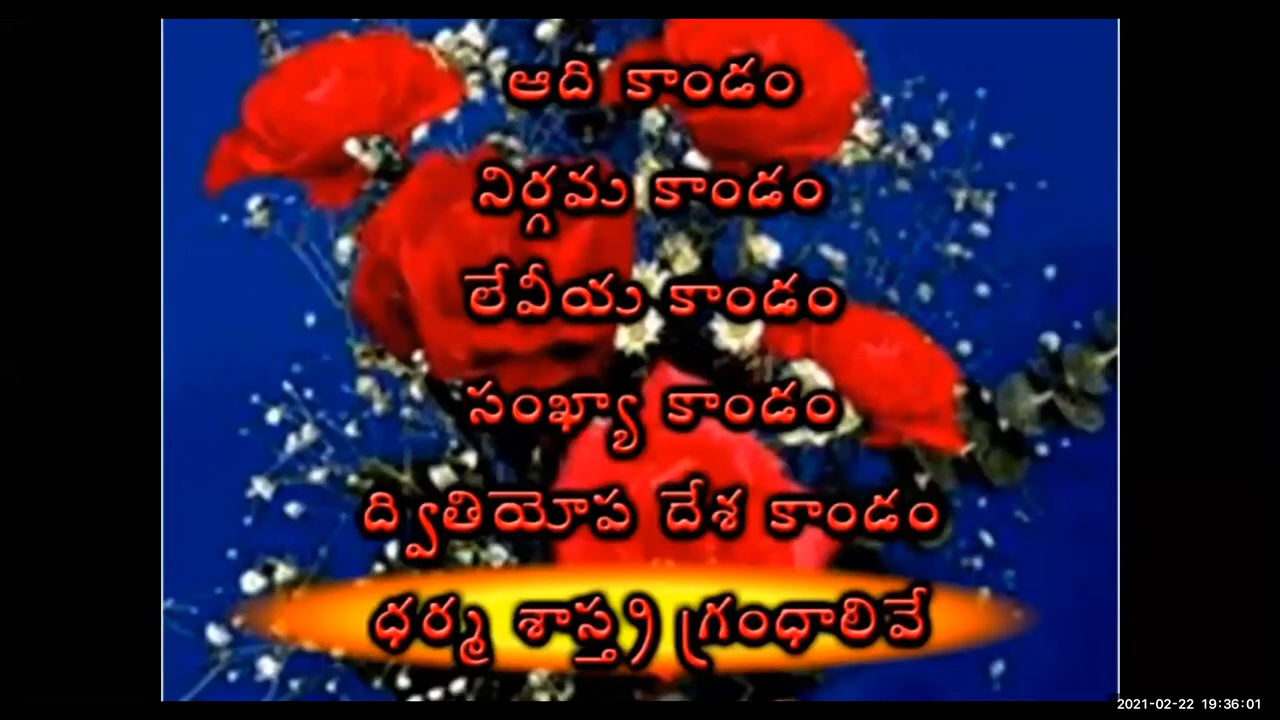 ఆది కాండం
నిర్గమ కాండం
లేవీయ కాండం
సంఖ్యా కాండం
ద్వితియోప దేశ కాండం
ధర్మ శాస్త్ర గ్రంధాలివే
2021-02-22 19:36:01